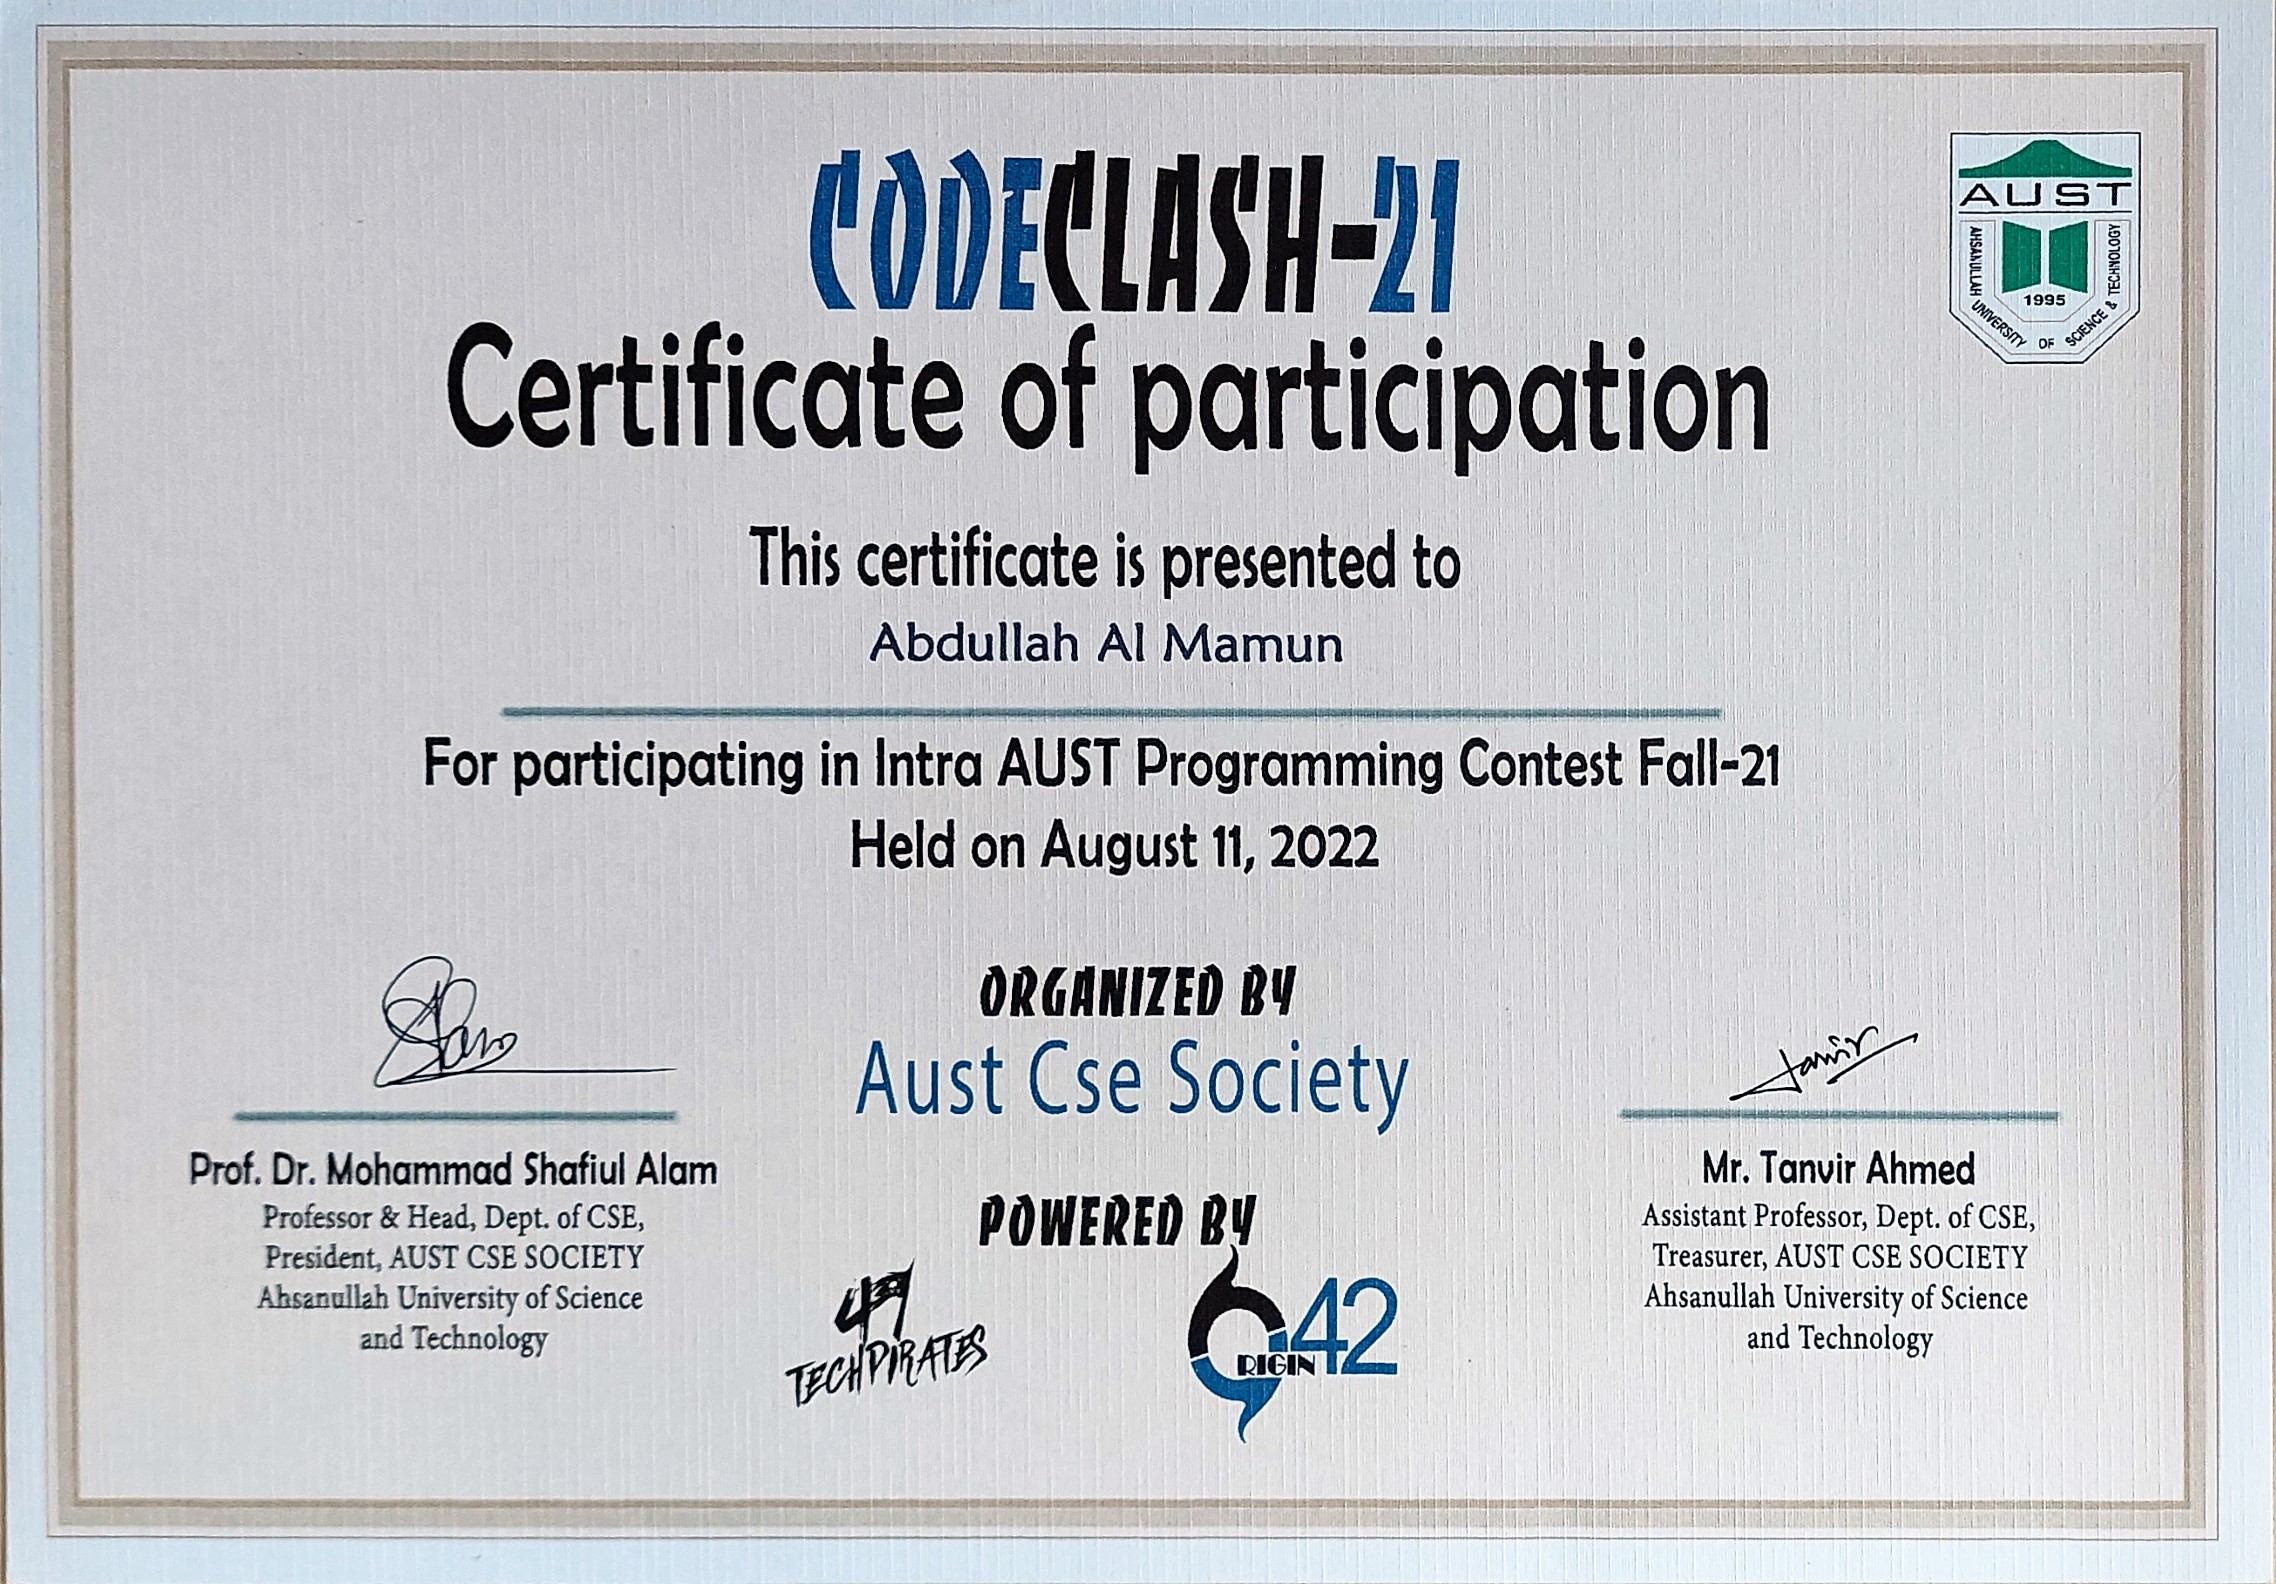 CODECLASH-21
AUST
AHSANULLAH UNIVERSITY OF SCIENCE & TECHNOLOGY
1995
Certificate of participation
This certificate is presented to
Abdullah Al Mamun
For participating in Intra AUST Programming Contest Fall-21
Held on August 11, 2022
ORGANIZED BY
Aust Cse Society
Tanvir
Prof. Dr. Mohammad Shafiul Alam
Professor & Head, Dept. of CSE,
President, AUST CSE SOCIETY
Ahsanullah University of Science
and Technology
POWERED BY
49
TECHPIRATES
ORIGIN 42
Mr. Tanvir Ahmed
Assistant Professor, Dept. of CSE,
Treasurer, AUST CSE SOCIETY
Ahsanullah University of Science
and Technology